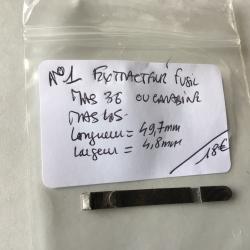 N°1 EXTRACTEUR FUSIL
MAS 36 OU CARABINE
MAS 45
Longueur = 49,7mm
Largeur = 4,8mm
18€